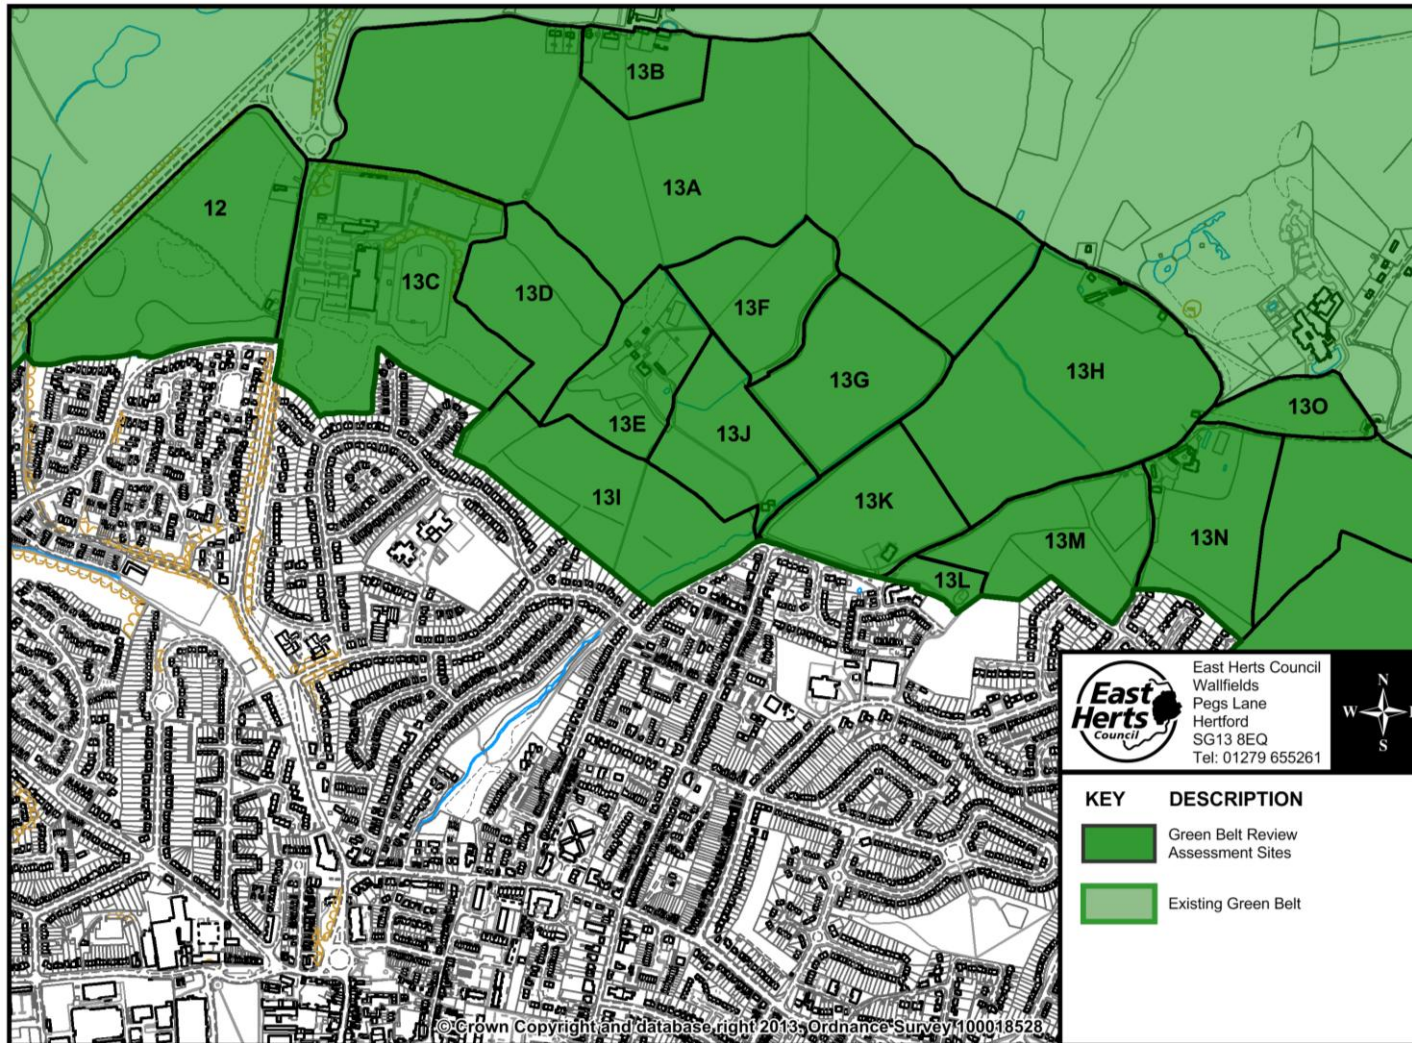 13B
12
13A
13C
13D
13F
13G
13H
13E
13J
13O
13I
13K
13M
13N
13L
East
Herts
Council
East Herts Council
Wallfields
Pegs Lane
Hertford
SG13 8EQ
Tel: 01279 655261
N
W
S
KEY DESCRIPTION
Green Belt Review
Assessment Sites
Existing Green Belt
© Crown Copyright and database right 2013. Ordnance Survey 100018528